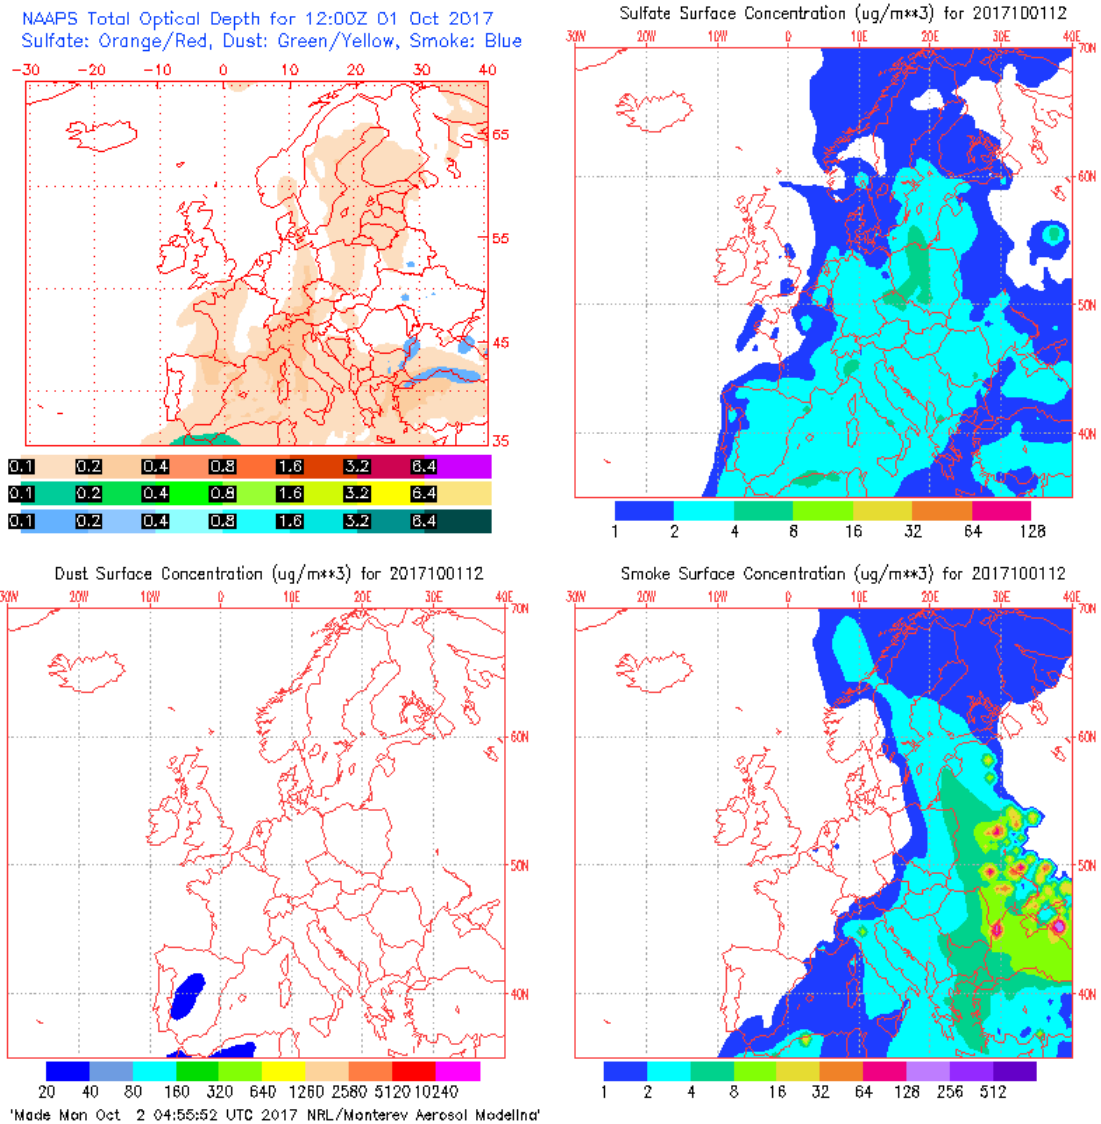 NAAPS Total Optical Depth for 12:00Z 01 Oct 2017
Sulfate: Orange/Red, Dust: Green/Yellow, Smoke: Blue
-30 -20 -10 0 10 20 30 40
65
55
45
35
0.1 0.2 0.4 0.8 1.6 3.2 6.4
0.1 0.2 0.4 0.8 1.6 3.2 6.4
0.1 0.2 0.4 0.8 1.6 3.2 6.4
Sulfate Surface Concentration (ug/m**3) for 2017100112
30W 20W 10W 0 10E 20E 30E 40E
70N
60N
50N
40N
1 2 4 8 16 32 64 128
Dust Surface Concentration (ug/m**3) for 2017100112
30W 20W 10W 0 10E 20E 30E 40E
70N
60N
50N
40N
20 40 80 160 320 640 1260 2580 5120 10240
Smoke Surface Concentration (ug/m**3) for 2017100112
30W 20W 10W 0 10E 20E 30E 40E
70N
60N
50N
40N
1 2 4 8 16 32 64 128 256 512
'Made Mon Oct 2 04:55:52 UTC 2017 NRL/Monterey Aerosol Modeling'